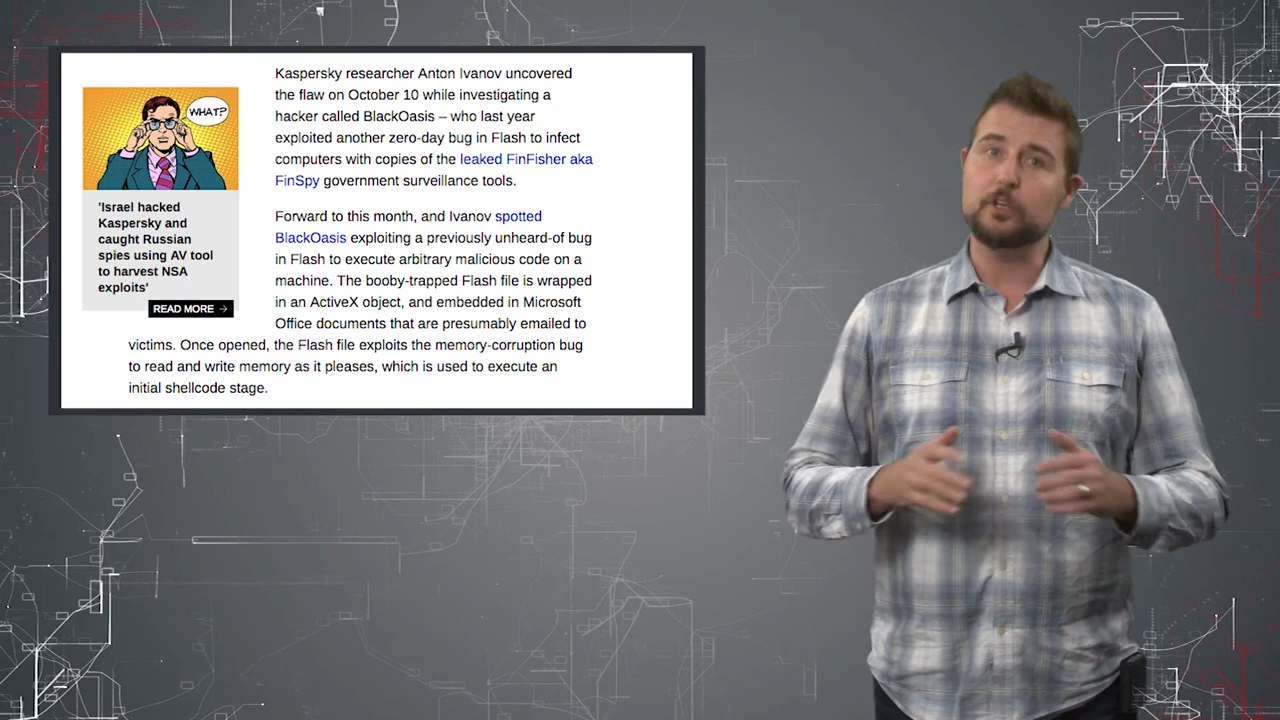 WHAT?
'Israel hacked
Kaspersky and
caught Russian
spies using AV tool
to harvest NSA
exploits'
READ MORE →
Kaspersky researcher Anton Ivanov uncovered
the flaw on October 10 while investigating a
hacker called BlackOasis – who last year
exploited another zero-day bug in Flash to infect
computers with copies of the leaked FinFisher aka
FinSpy government surveillance tools.
Forward to this month, and Ivanov spotted
BlackOasis exploiting a previously unheard-of bug
in Flash to execute arbitrary malicious code on a
machine. The booby-trapped Flash file is wrapped
in an ActiveX object, and embedded in Microsoft
Office documents that are presumably emailed to
victims. Once opened, the Flash file exploits the memory-corruption bug
to read and write memory as it pleases, which is used to execute an
initial shellcode stage.